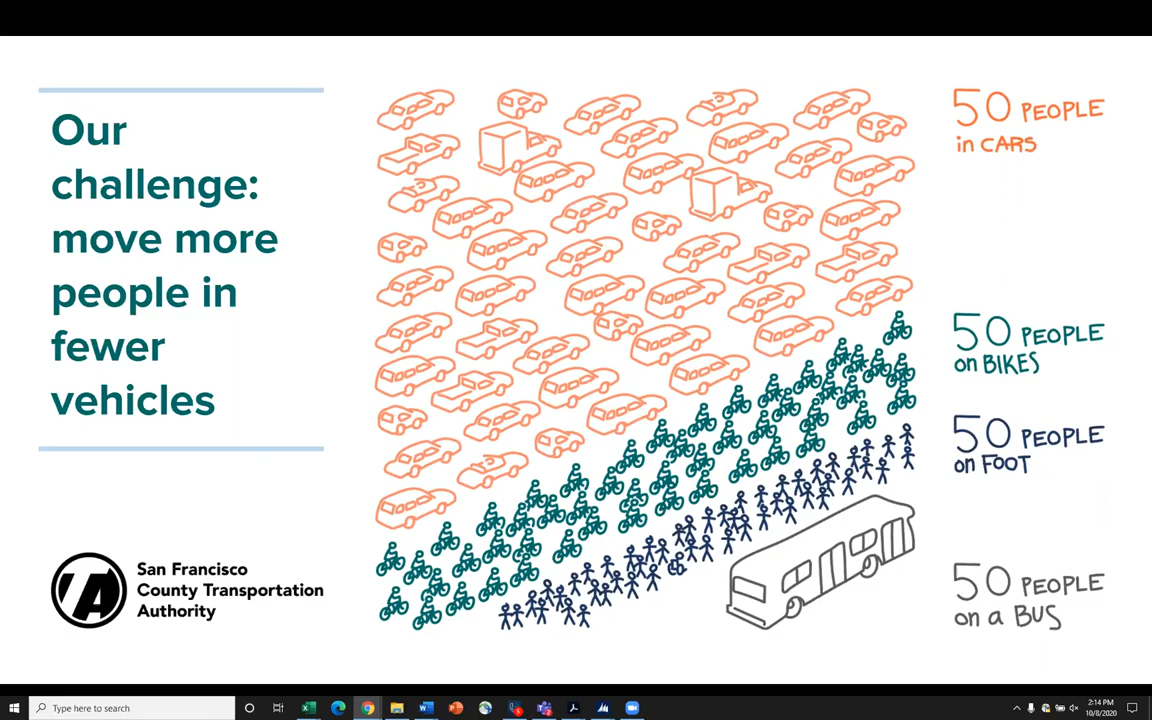 Our
challenge:
move more
people in
fewer
vehicles
San Francisco
County Transportation
Authority
TA
50 PEOPLE
in CARS
50 PEOPLE
on BIKES
50 PEOPLE
on FOOT
50 PEOPLE
on a BUS
Type here to search
2:14 PM
10/8/2020